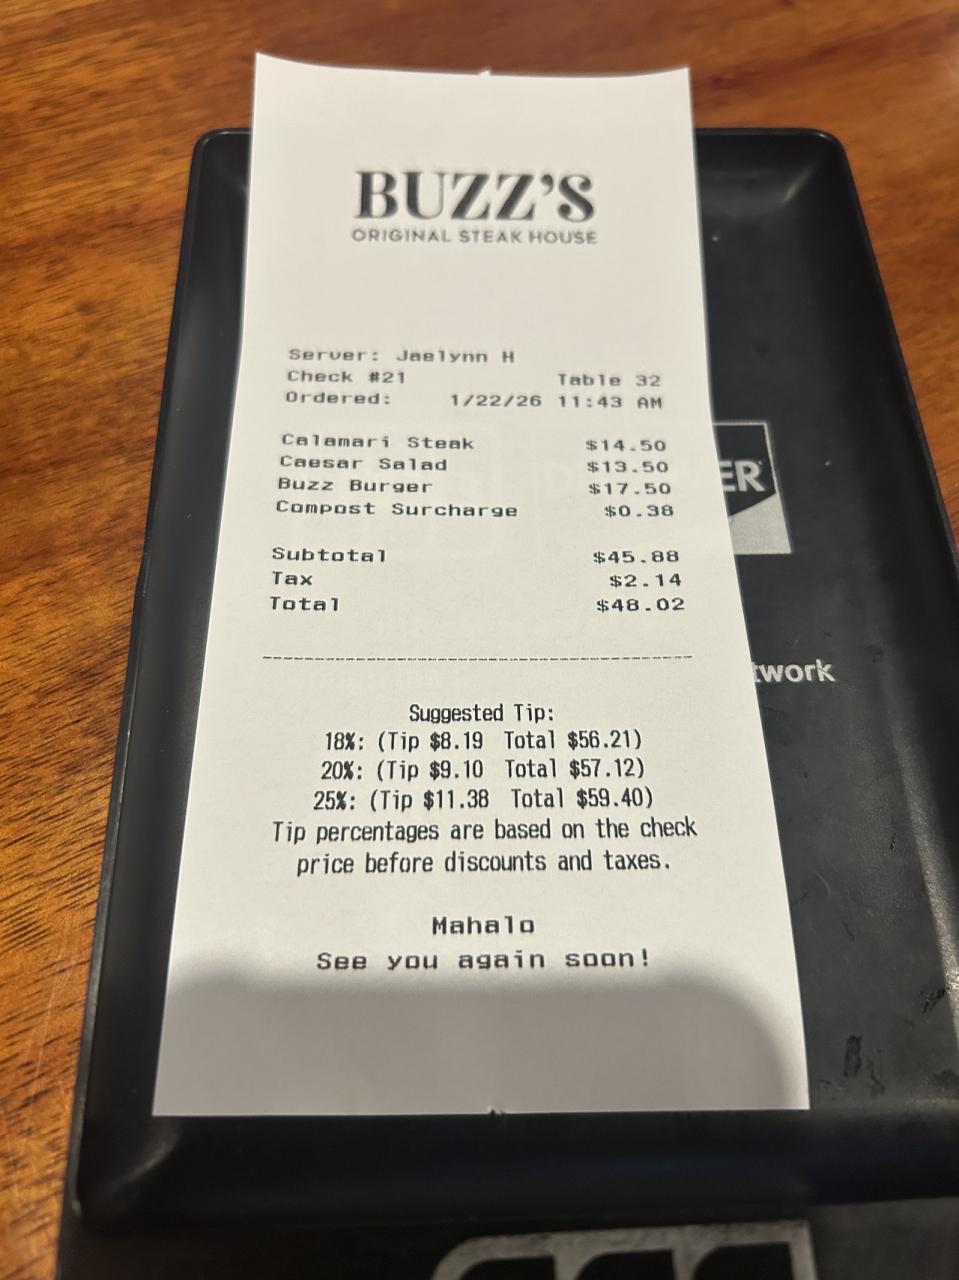 BUZZ'S
ORIGINAL STEAK HOUSE
Server: Jaelynn H
Check #21 Table 32
Ordered: 1/22/26 11:43 AM
Calamari Steak $14.50
Caesar Salad $13.50
Buzz Burger $17.50
Compost Surcharge $0.38
Subtotal $45.88
Tax $2.14
Total $48.02
Suggested Tip:
18%: (Tip $8.19 Total $56.21)
20%: (Tip $9.10 Total $57.12)
25%: (Tip $11.38 Total $59.40)
Tip percentages are based on the check
price before discounts and taxes.
Mahalo
See you again soon!